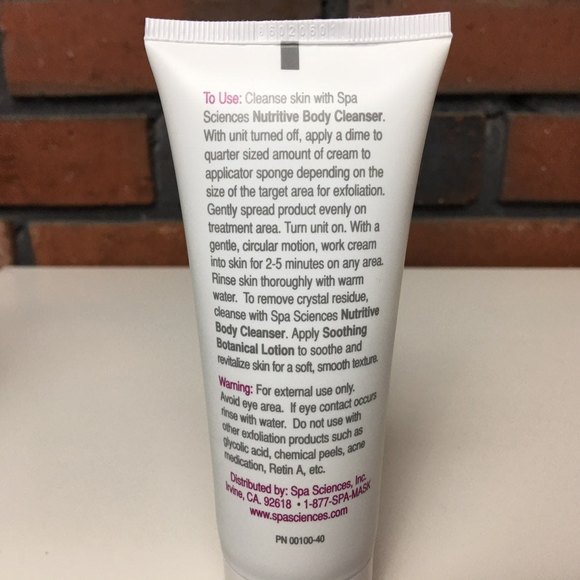 To Use: Cleanse skin with Spa
Sciences Nutritive Body Cleanser.
With unit turned off, apply a dime to
quarter sized amount of cream to
applicator sponge depending on the
size of the target area for exfoliation.
Gently spread product evenly on
treatment area. Turn unit on. With a
gentle, circular motion, work cream
into skin for 2-5 minutes on any area.
Rinse skin thoroughly with warm
water. To remove crystal residue,
cleanse with Spa Sciences Nutritive
Body Cleanser. Apply Soothing
Botanical Lotion to soothe and
revitalize skin for a soft, smooth texture.
Warning: For external use only.
Avoid eye area. If eye contact occurs
rinse with water. Do not use with
other exfoliation products such as
glycolic acid, chemical peels, acne
medication, Retin A, etc.
Distributed by: Spa Sciences, Inc.
Irvine, CA. 92618 • 1-877-SPA-MASK
www.spasciences.com
PN 00100-40